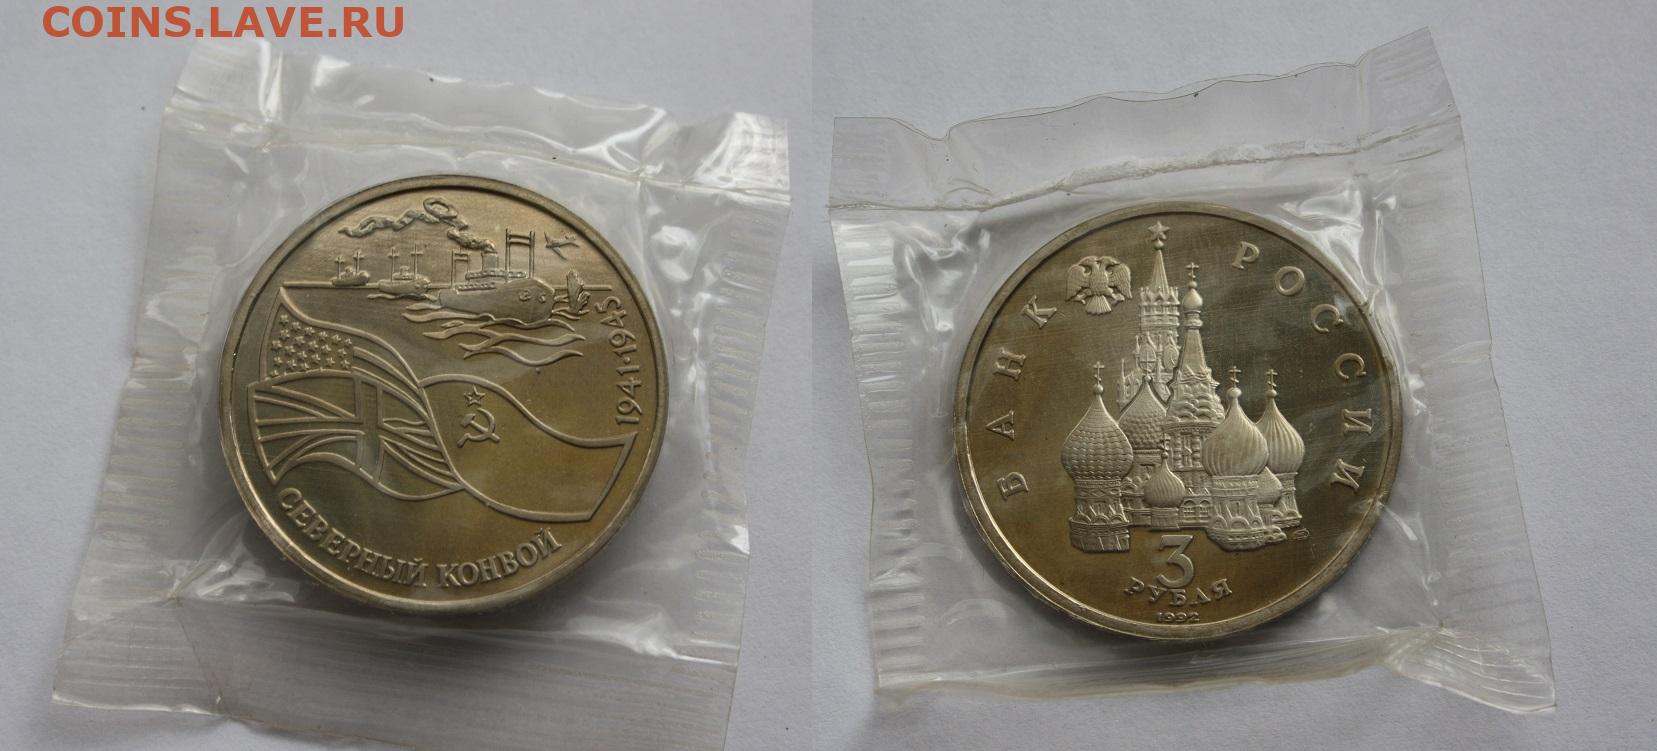 COINS.LAVE.RU
1941·1945
СЕВЕРНЫЙ КОНВОЙ
БАНК РОССИИ
3
РУБЛЯ
1992